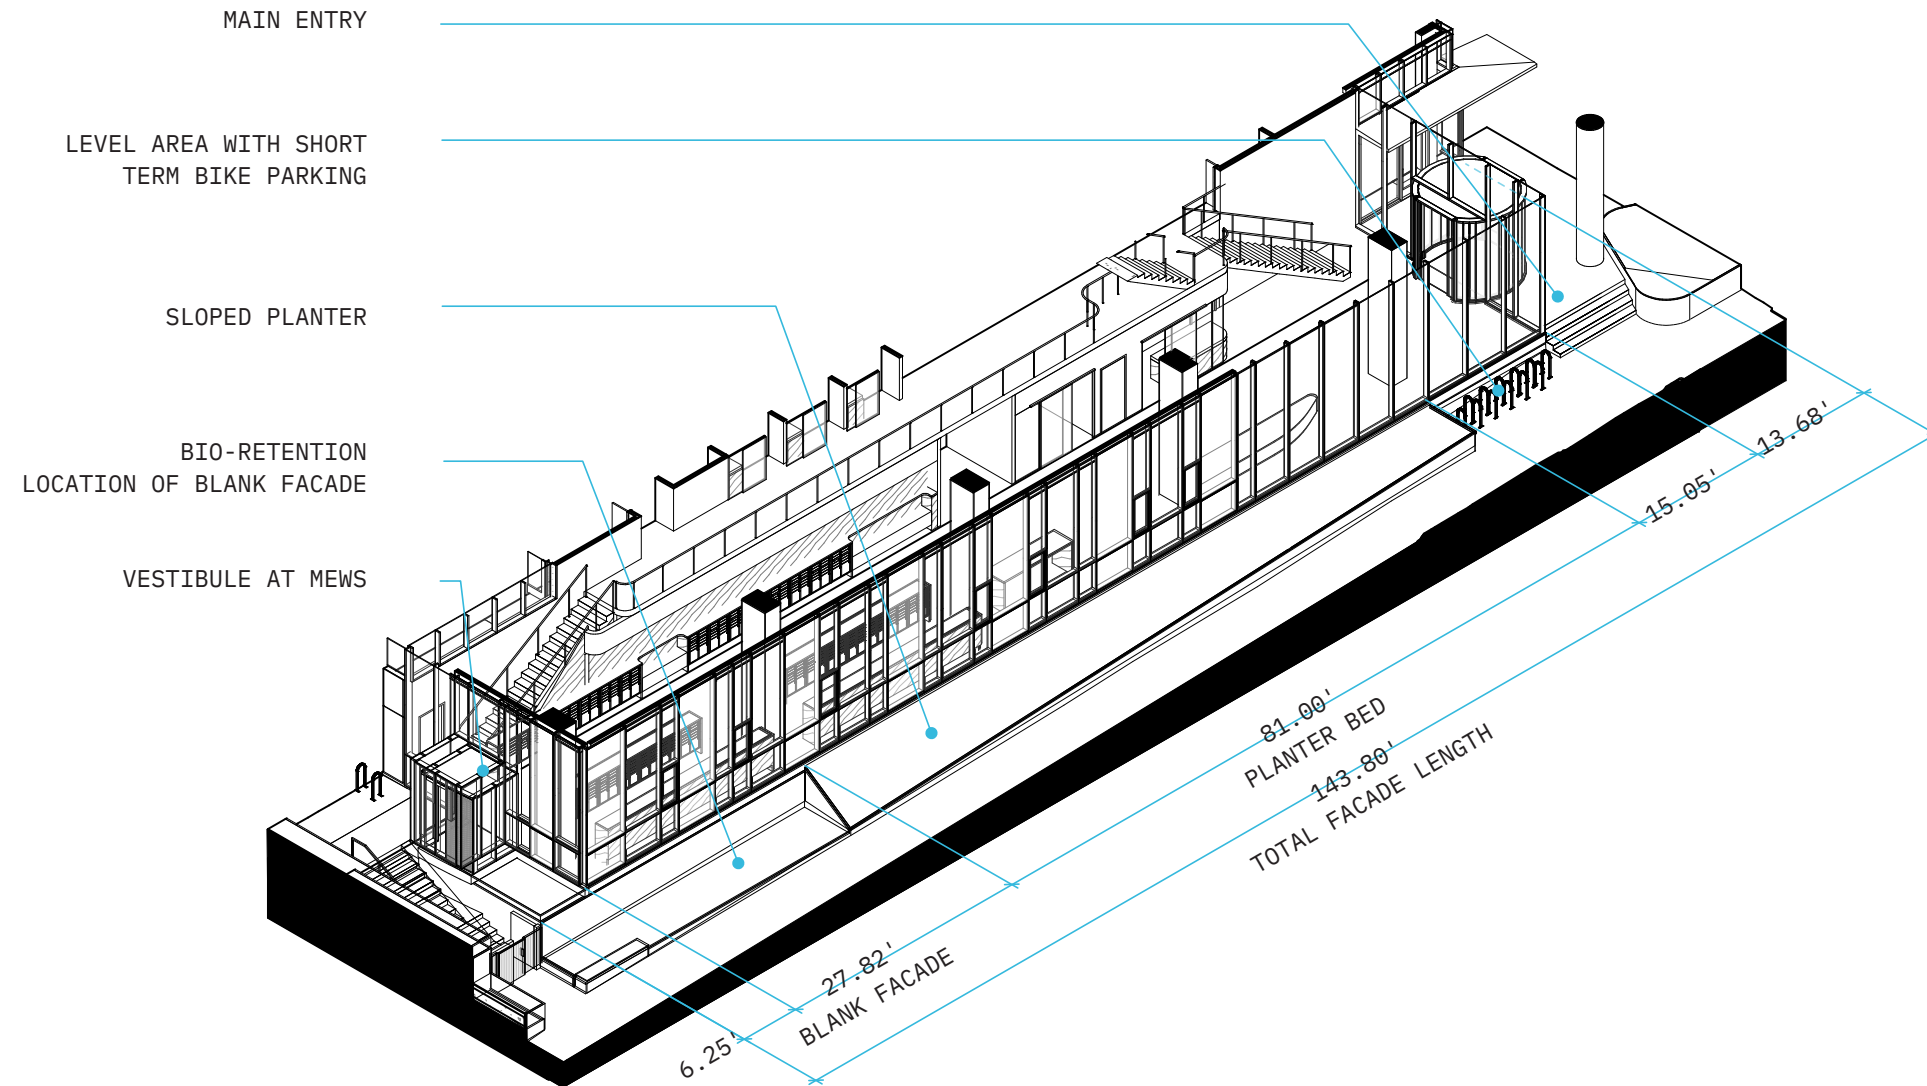 MAIN ENTRY
LEVEL AREA WITH SHORT
TERM BIKE PARKING
SLOPED PLANTER
BIO-RETENTION
LOCATION OF BLANK FACADE
VESTIBULE AT MEWS
13.68'
15.05'
81.00'
PLANTER BED
143.80'
TOTAL FACADE LENGTH
27.82'
BLANK FACADE
6.25'